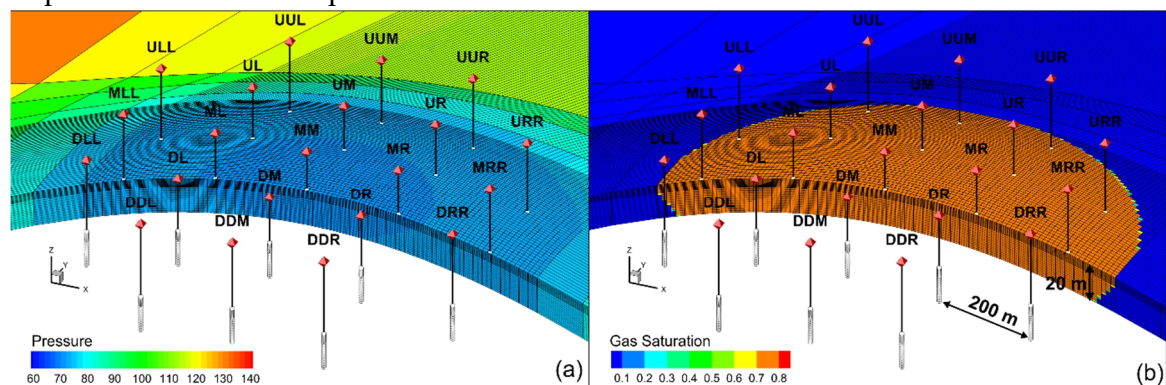 UUL
ULL
UUM
UL
UUR
MLL
UM
ML
UR
DLL
MM
URR
DL
MR
DM
MRR
DDL
DR
DDM
DRR
DDR
Z
Y
X
Pressure
60 70 80 90 100 110 120 130 140
(a)
UUL
ULL
UUM
UL
UUR
MLL
UM
ML
UR
DLL
MM
URR
DL
MR
DM
MRR
DDL
DR
DDM
DRR
DDR
20 m
200 m
Z
Y
X
Gas Saturation
0.1 0.2 0.3 0.4 0.5 0.6 0.7 0.8
(b)